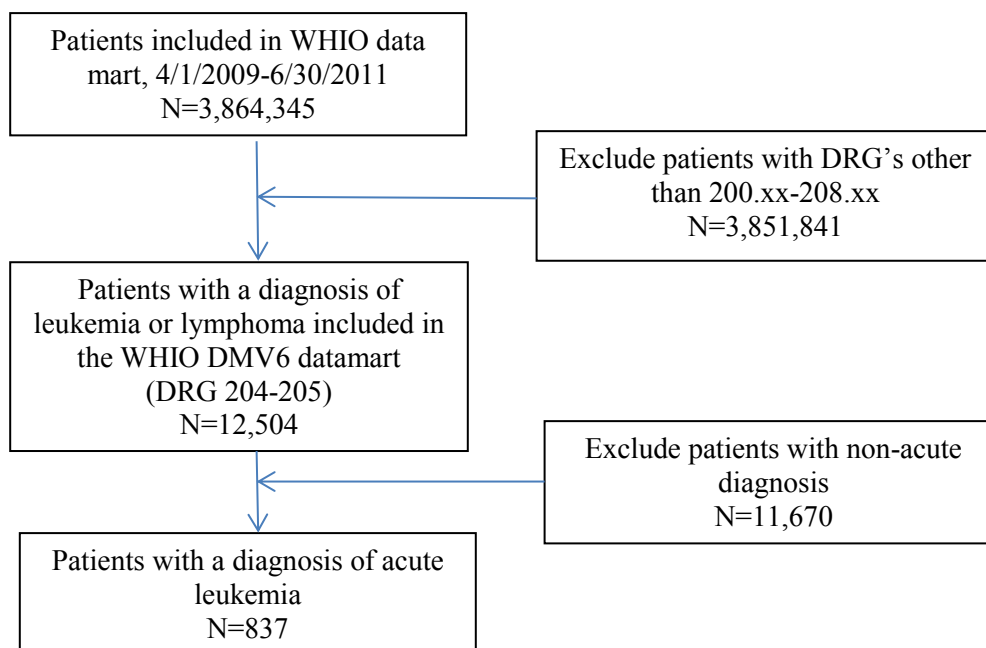 Patients included in WHIO data
mart, 4/1/2009-6/30/2011
N=3,864,345
Exclude patients with DRG’s other
than 200.xx-208.xx
N=3,851,841
Patients with a diagnosis of
leukemia or lymphoma included in
the WHIO DMV6 datamart
(DRG 204-205)
N=12,504
Exclude patients with non-acute
diagnosis
N=11,670
Patients with a diagnosis of acute
leukemia
N=837